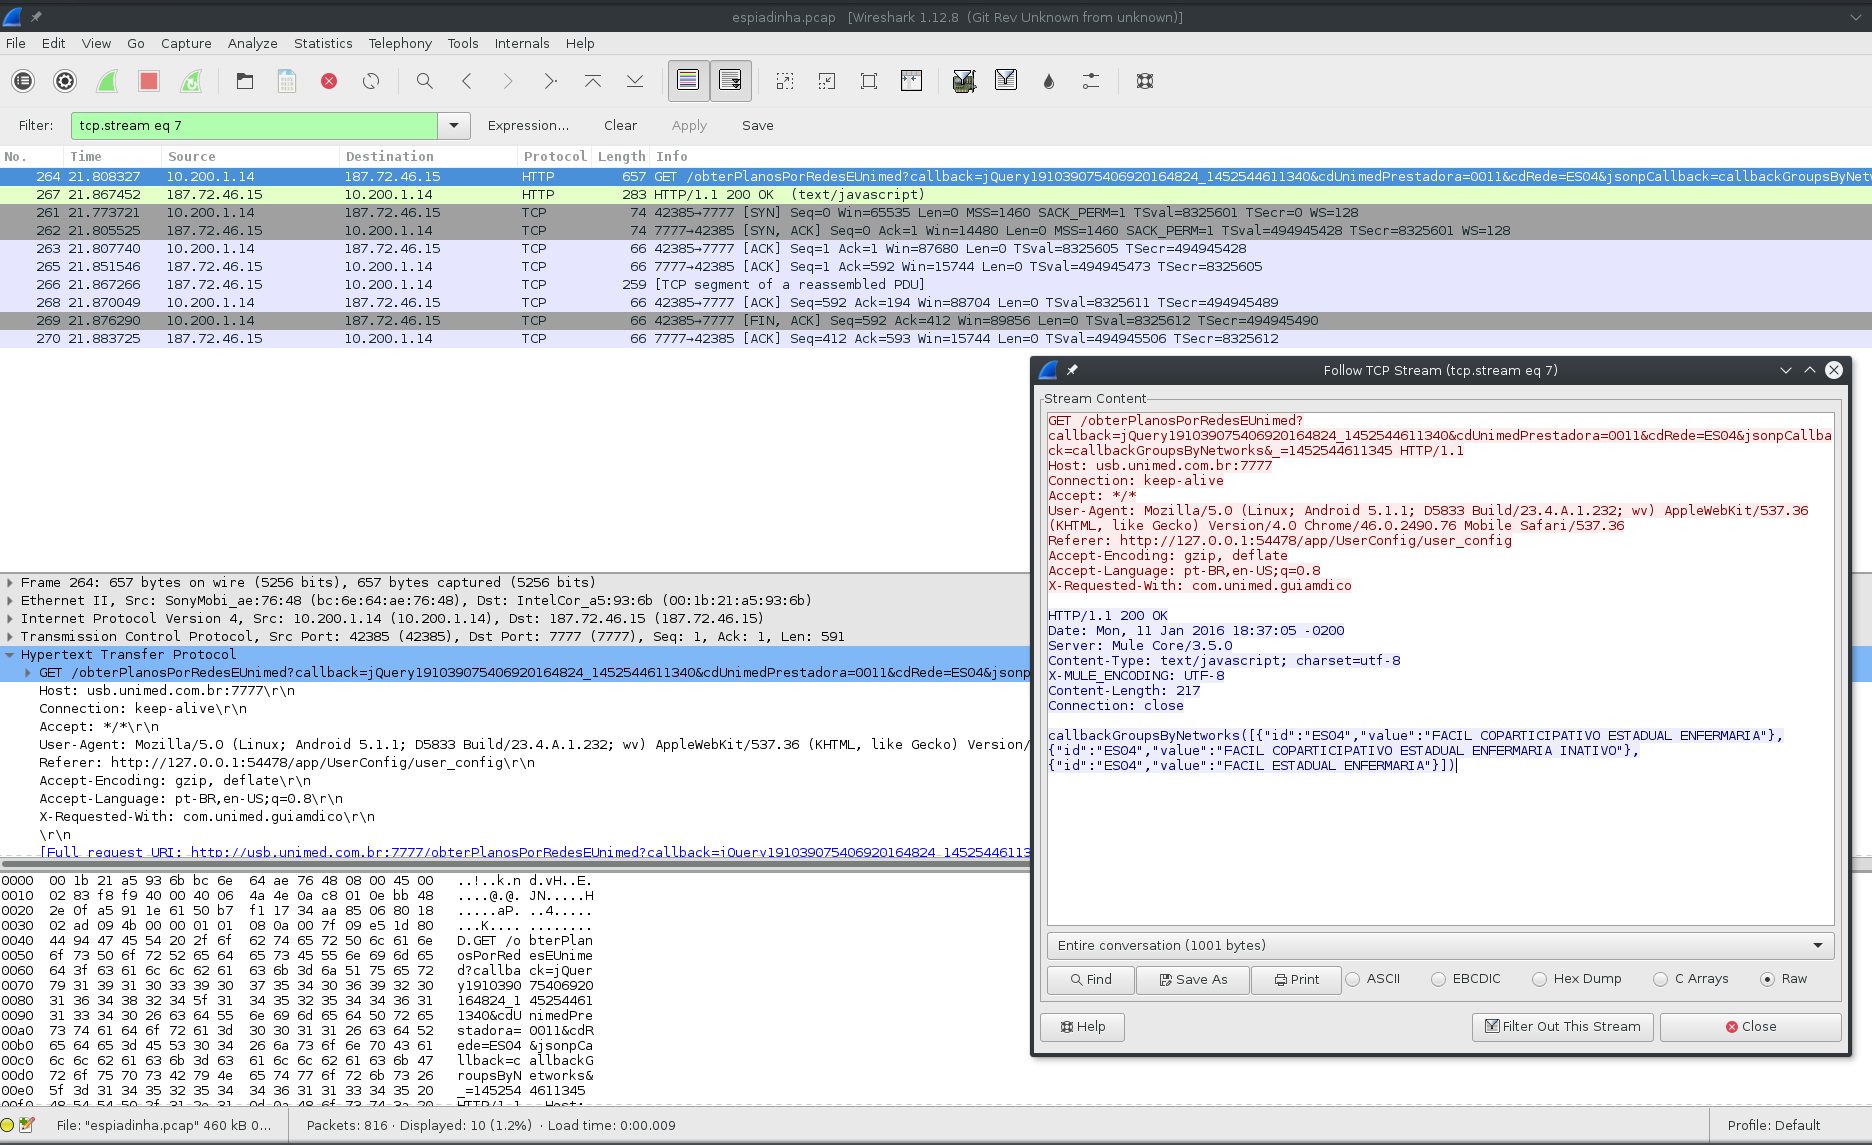 espiadinha.pcap   [Wireshark 1.12.8  (Git Rev Unknown from unknown)]
File Edit View Go Capture Analyze Statistics Telephony Tools Internals Help
Filter: tcp.stream eq 7 Expression... Clear Apply Save
No. Time Source Destination Protocol Length Info
264 21.808327 10.200.1.14 187.72.46.15 HTTP 657 GET /obterPlanosPorRedesEUnimed?callback=jQuery191039075406920164824_1452544611340&cdUnimedPrestadora=0011&cdRede=ES04&jsonpCallback=callbackGroupsByNetw
267 21.867452 187.72.46.15 10.200.1.14 HTTP 283 HTTP/1.1 200 OK  (text/javascript)
261 21.773721 10.200.1.14 187.72.46.15 TCP 74 42385→7777 [SYN] Seq=0 Win=65535 Len=0 MSS=1460 SACK_PERM=1 TSval=8325601 TSecr=0 WS=128
262 21.805525 187.72.46.15 10.200.1.14 TCP 74 7777→42385 [SYN, ACK] Seq=0 Ack=1 Win=14480 Len=0 MSS=1460 SACK_PERM=1 TSval=494945428 TSecr=8325601 WS=128
263 21.807740 10.200.1.14 187.72.46.15 TCP 66 42385→7777 [ACK] Seq=1 Ack=1 Win=87680 Len=0 TSval=8325605 TSecr=494945428
265 21.851546 187.72.46.15 10.200.1.14 TCP 66 7777→42385 [ACK] Seq=1 Ack=592 Win=15744 Len=0 TSval=494945473 TSecr=8325605
266 21.867266 187.72.46.15 10.200.1.14 TCP 259 [TCP segment of a reassembled PDU]
268 21.870049 10.200.1.14 187.72.46.15 TCP 66 42385→7777 [ACK] Seq=592 Ack=194 Win=88704 Len=0 TSval=8325611 TSecr=494945489
269 21.876290 10.200.1.14 187.72.46.15 TCP 66 42385→7777 [FIN, ACK] Seq=592 Ack=412 Win=89856 Len=0 TSval=8325612 TSecr=494945490
270 21.883725 187.72.46.15 10.200.1.14 TCP 66 7777→42385 [ACK] Seq=412 Ack=593 Win=15744 Len=0 TSval=494945506 TSecr=8325612
Frame 264: 657 bytes on wire (5256 bits), 657 bytes captured (5256 bits)
Ethernet II, Src: SonyMobi_ae:76:48 (bc:6e:64:ae:76:48), Dst: IntelCor_a5:93:6b (00:1b:21:a5:93:6b)
Internet Protocol Version 4, Src: 10.200.1.14 (10.200.1.14), Dst: 187.72.46.15 (187.72.46.15)
Transmission Control Protocol, Src Port: 42385 (42385), Dst Port: 7777 (7777), Seq: 1, Ack: 1, Len: 591
Hypertext Transfer Protocol
GET /obterPlanosPorRedesEUnimed?callback=jQuery191039075406920164824_1452544611340&cdUnimedPrestadora=0011&cdRede=ES04&jsonp
Host: usb.unimed.com.br:7777\r\n
Connection: keep-alive\r\n
Accept: */*\r\n
User-Agent: Mozilla/5.0 (Linux; Android 5.1.1; D5833 Build/23.4.A.1.232; wv) AppleWebKit/537.36 (KHTML, like Gecko) Version/
Referer: http://127.0.0.1:54478/app/UserConfig/user_config\r\n
Accept-Encoding: gzip, deflate\r\n
Accept-Language: pt-BR,en-US;q=0.8\r\n
X-Requested-With: com.unimed.guiamdico\r\n
\r\n
[Full request URI: http://usb.unimed.com.br:7777/obterPlanosPorRedesEUnimed?callback=jQuery191039075406920164824_14525446113
0000  00 1b 21 a5 93 6b bc 6e  64 ae 76 48 08 00 45 00   ..!..k.n d.vH..E.
0010  02 83 f8 f9 40 00 40 06  4a 4e 0a c8 01 0e bb 48   ....@.@. JN.....H
0020  2e 0f a5 91 1e 61 50 b7  f1 17 34 aa 85 06 80 18   .....aP. ..4.....
0030  02 ad 09 4b 00 00 01 01  08 0a 00 7f 09 e5 1d 80   ...K.... ........
0040  44 94 47 45 54 20 2f 6f  62 74 65 72 50 6c 61 6e   D.GET /o bterPlan
0050  6f 73 50 6f 72 52 65 64  65 73 45 55 6e 69 6d 65   osPorRed esEUnime
0060  64 3f 63 61 6c 6c 62 61  63 6b 3d 6a 51 75 65 72   d?callba ck=jQuer
0070  79 31 39 31 30 33 39 30  37 35 34 30 36 39 32 30   y1910390 75406920
0080  31 36 34 38 32 34 5f 31  34 35 32 35 34 34 36 31   164824_1 45254461
0090  31 33 34 30 26 63 64 55  6e 69 6d 65 64 50 72 65   1340&cdU nimedPre
00a0  73 74 61 64 6f 72 61 3d  30 30 31 31 26 63 64 52   stadora= 0011&cdR
00b0  65 64 65 3d 45 53 30 34  26 6a 73 6f 6e 70 43 61   ede=ES04 &jsonpCa
00c0  6c 6c 62 61 63 6b 3d 63  61 6c 6c 62 61 63 6b 47   llback=c allbackG
00d0  72 6f 75 70 73 42 79 4e  65 74 77 6f 72 6b 73 26   roupsByN etworks&
00e0  5f 3d 31 34 35 32 35 34  34 36 31 31 33 34 35 20   _=145254 4611345
00f0  48 54 54 50 2f 31 2e 31  0d 0a 48 6f 73 74 3a 20   HTTP/1.1 ..Host:
Follow TCP Stream (tcp.stream eq 7)
Stream Content
GET /obterPlanosPorRedesEUnimed?
callback=jQuery191039075406920164824_1452544611340&cdUnimedPrestadora=0011&cdRede=ES04&jsonpCallba
ck=callbackGroupsByNetworks&_=1452544611345 HTTP/1.1
Host: usb.unimed.com.br:7777
Connection: keep-alive
Accept: */*
User-Agent: Mozilla/5.0 (Linux; Android 5.1.1; D5833 Build/23.4.A.1.232; wv) AppleWebKit/537.36
(KHTML, like Gecko) Version/4.0 Chrome/46.0.2490.76 Mobile Safari/537.36
Referer: http://127.0.0.1:54478/app/UserConfig/user_config
Accept-Encoding: gzip, deflate
Accept-Language: pt-BR,en-US;q=0.8
X-Requested-With: com.unimed.guiamdico
HTTP/1.1 200 OK
Date: Mon, 11 Jan 2016 18:37:05 -0200
Server: Mule Core/3.5.0
Content-Type: text/javascript; charset=utf-8
X-MULE_ENCODING: UTF-8
Content-Length: 217
Connection: close
callbackGroupsByNetworks([{"id":"ES04","value":"FACIL COPARTICIPATIVO ESTADUAL ENFERMARIA"},
{"id":"ES04","value":"FACIL COPARTICIPATIVO ESTADUAL ENFERMARIA INATIVO"},
{"id":"ES04","value":"FACIL ESTADUAL ENFERMARIA"}])
Entire conversation (1001 bytes)
Find Save As Print ASCII EBCDIC Hex Dump C Arrays Raw
Help Filter Out This Stream Close
File: "espiadinha.pcap" 460 kB 0... Packets: 816 · Displayed: 10 (1.2%)  · Load time: 0:00.009 Profile: Default